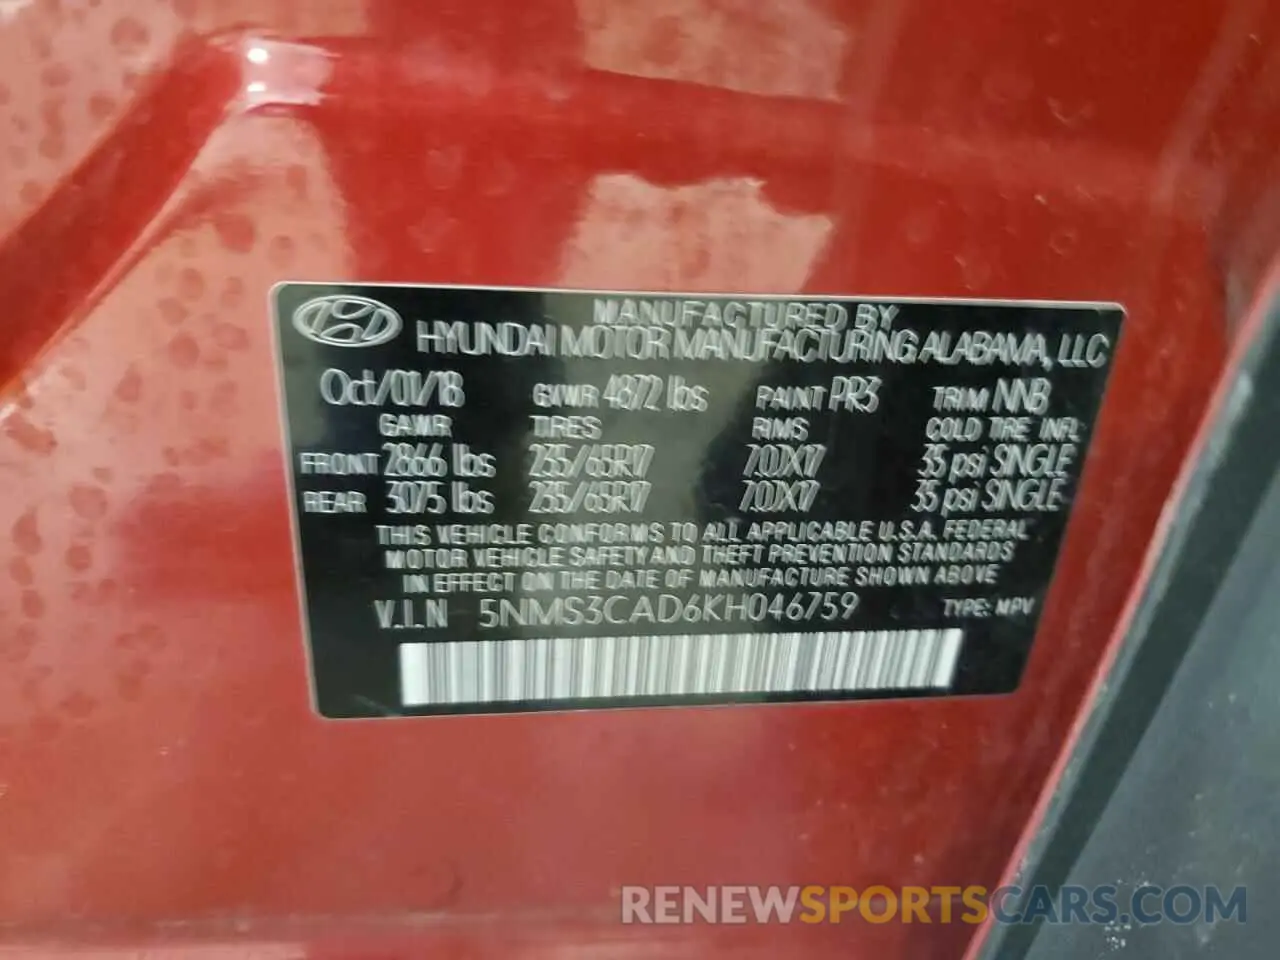 MANUFACTURED BY
HYUNDAI MOTOR MANUFACTURING ALABAMA, LLC
Oct/01/18 GVWR 4872 lbs PAINT PR3 TRIM NNB
GAWR TIRES RIMS COLD TIRE INFL
FRONT 2866 lbs 235/65R17 7.0JX17 35 psi SINGLE
REAR 3075 lbs 235/65R17 7.0JX17 35 psi SINGLE
THIS VEHICLE CONFORMS TO ALL APPLICABLE U.S.A. FEDERAL
MOTOR VEHICLE SAFETY AND THEFT PREVENTION STANDARDS
IN EFFECT ON THE DATE OF MANUFACTURE SHOWN ABOVE
V.I.N 5NMS3CAD6KH046759 TYPE: MPV
RENEWSPORTSCARS.COM